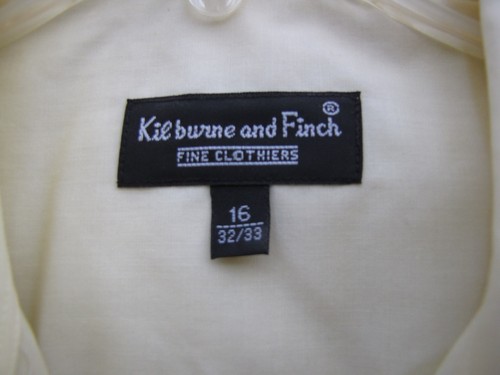 Kilburne and Finch ®
FINE CLOTHIERS
16
32/33